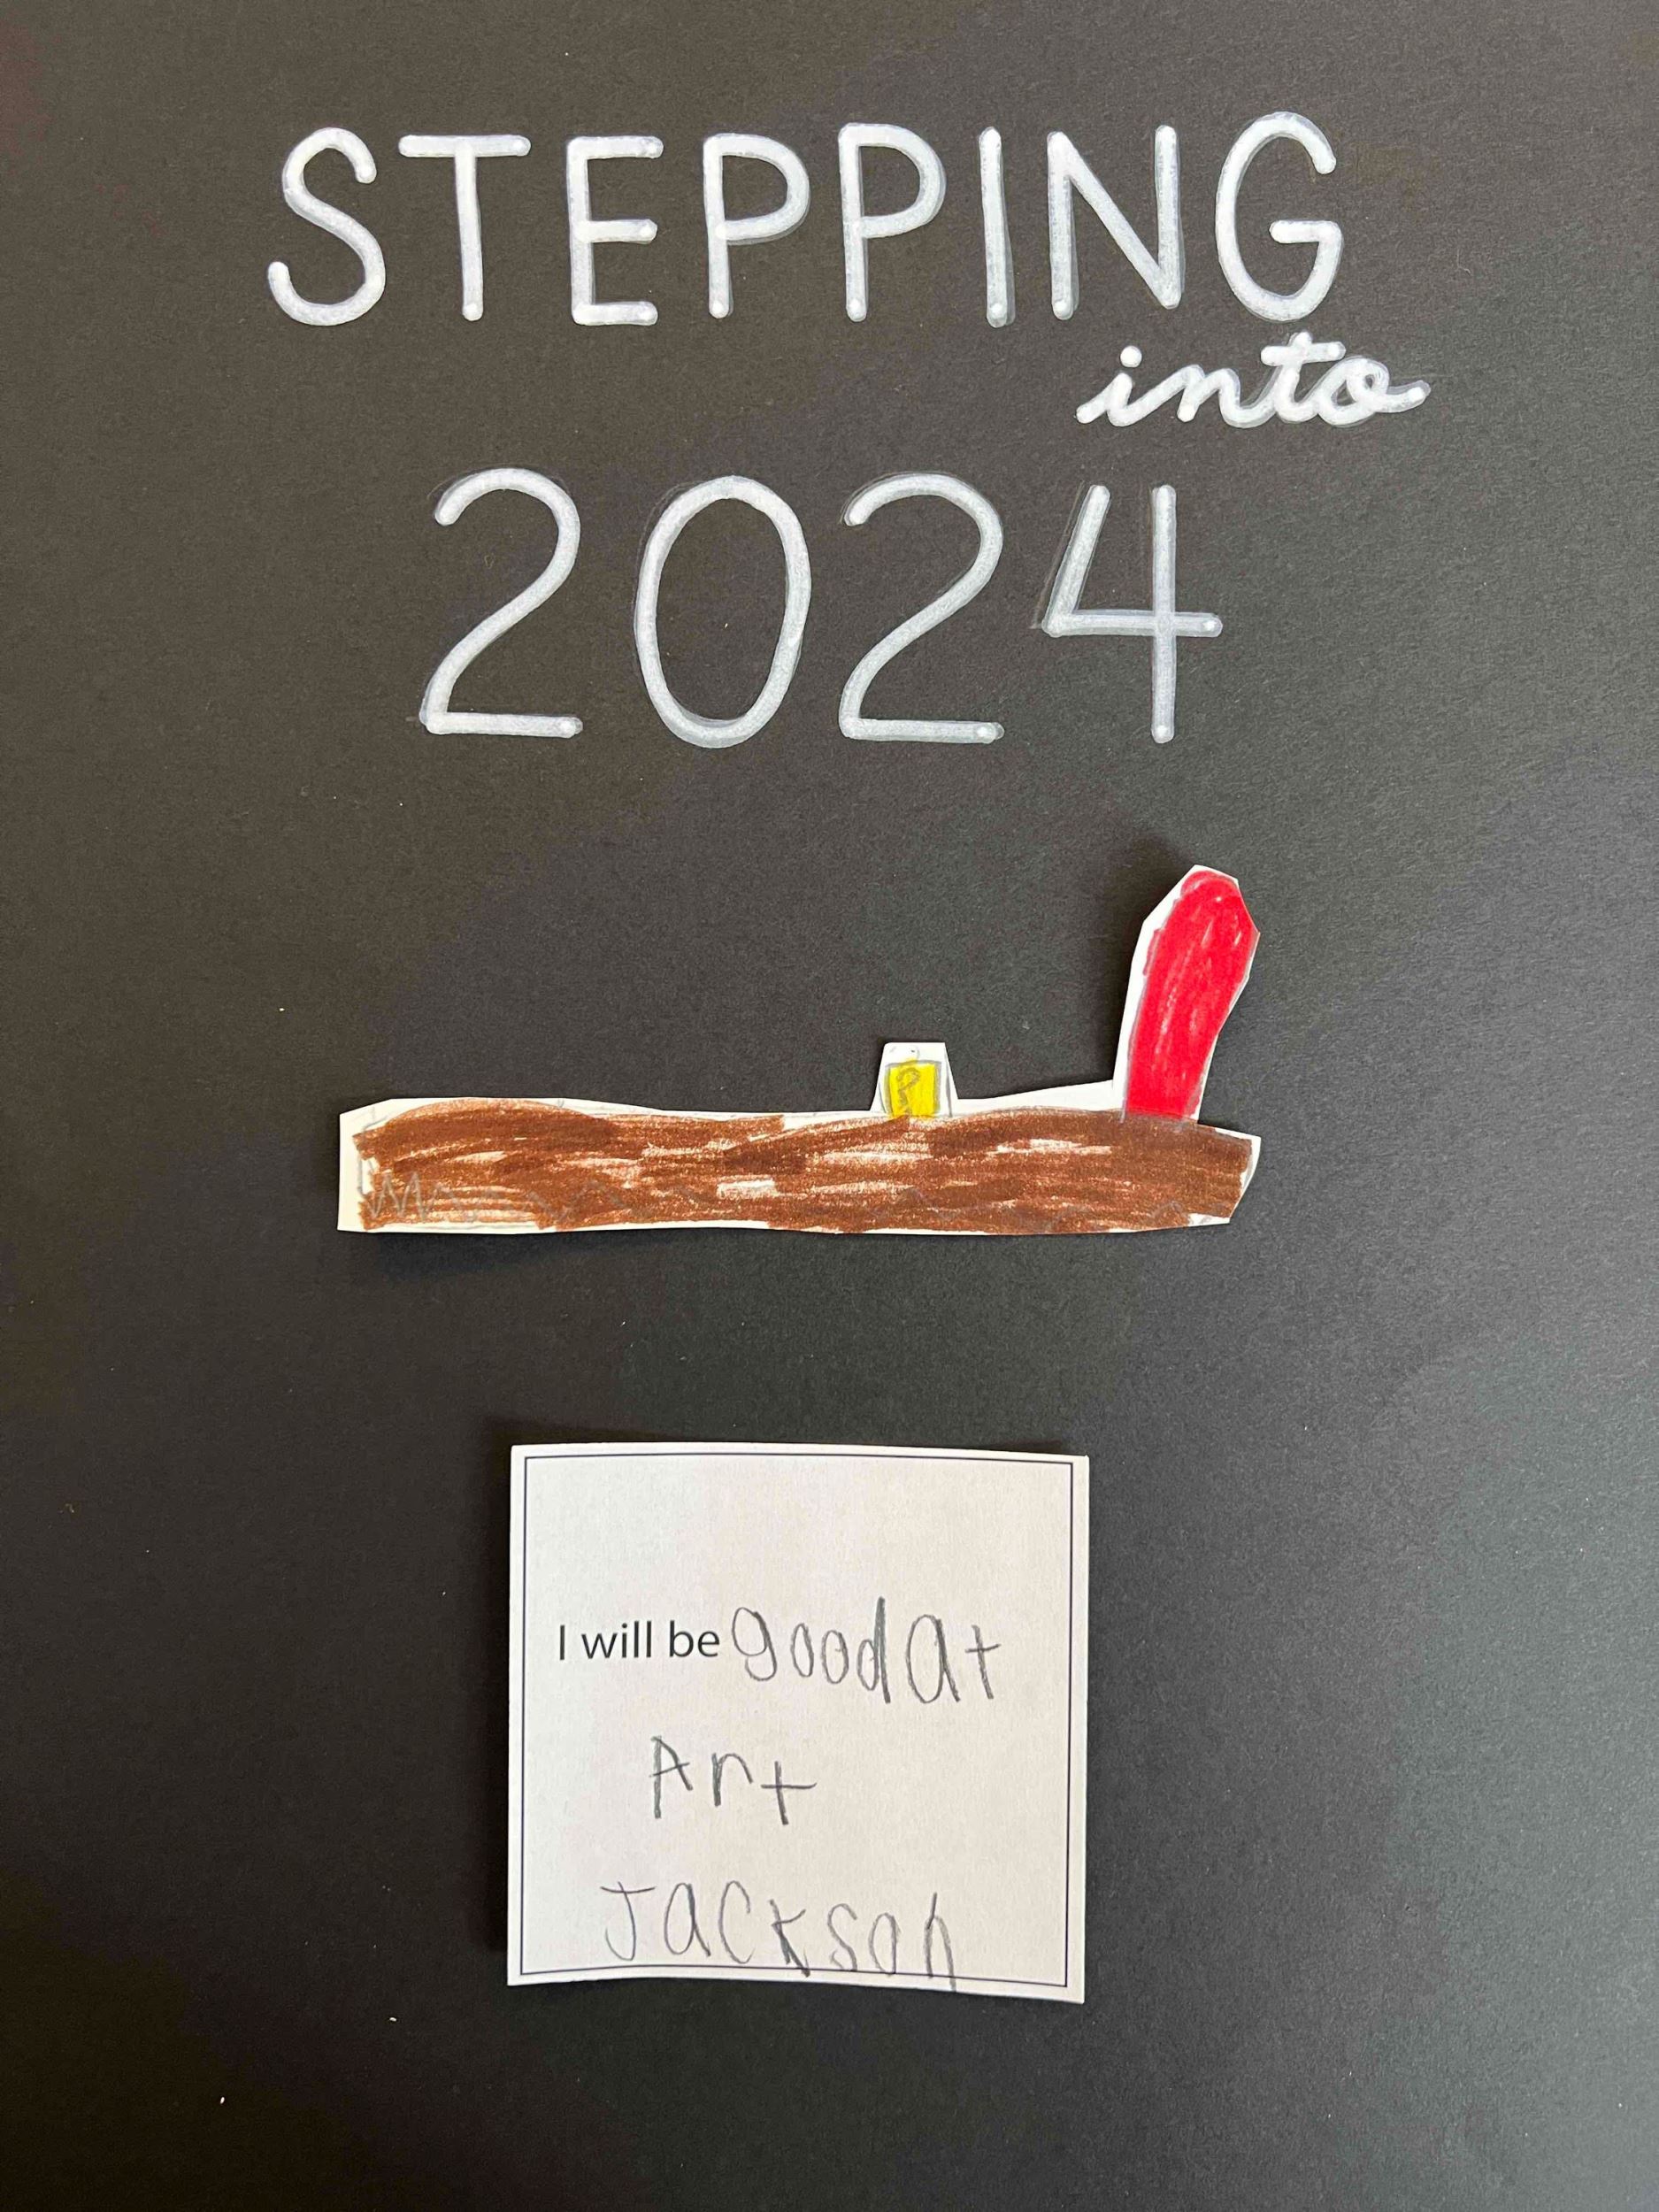 STEPPING
into
2024
?
I will be good at
Art
Jackson